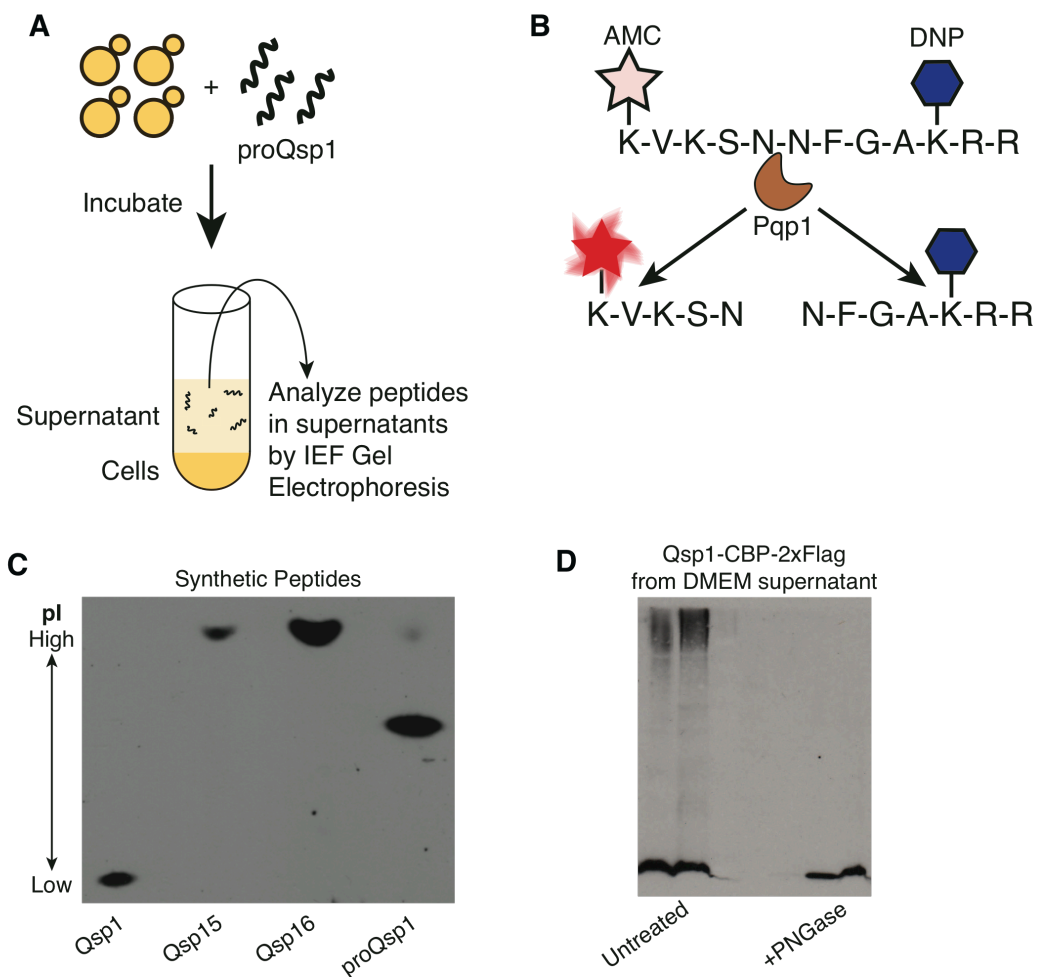 A
+
proQsp1
Incubate
Supernatant
Cells
Analyze peptides
in supernatants
by IEF Gel
Electrophoresis
B
AMC
DNP
K-V-K-S-N-N-F-G-A-K-R-R
Pqp1
K-V-K-S-N
N-F-G-A-K-R-R
C
Synthetic Peptides
pI
High
Low
Qsp1
Qsp15
Qsp16
proQsp1
D
Qsp1-CBP-2xFlag
from DMEM supernatant
Untreated
+PNGase